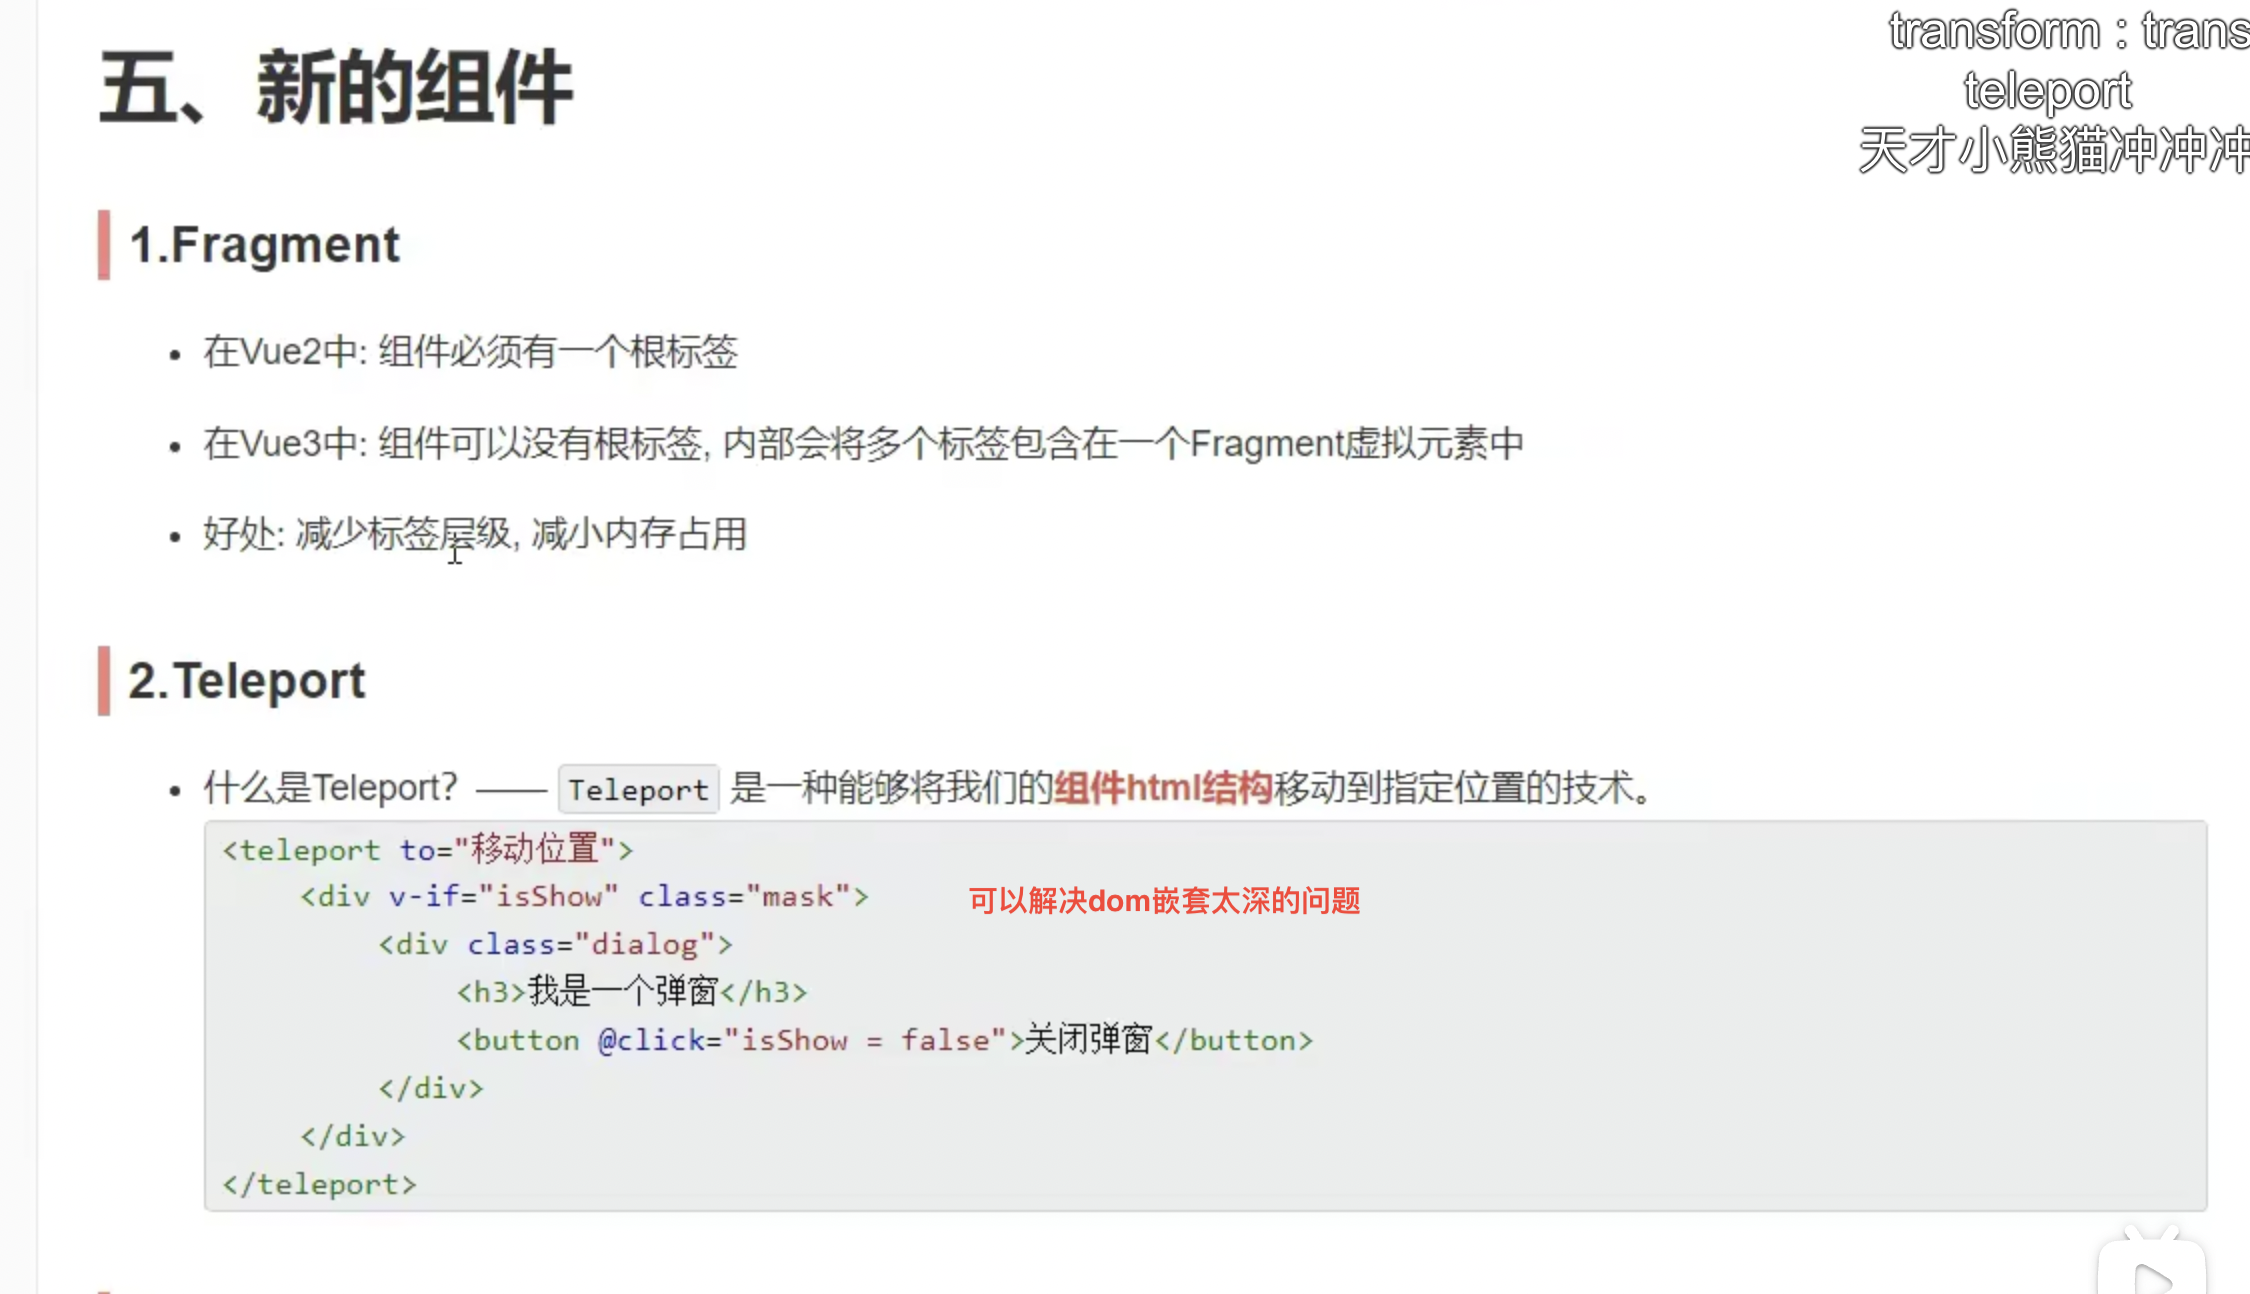 五、新的组件
transform：trans
teleport
天才小熊猫冲冲冲
1.Fragment
在Vue2中: 组件必须有一个根标签
在Vue3中: 组件可以没有根标签, 内部会将多个标签包含在一个Fragment虚拟元素中
好处: 减少标签层级, 减小内存占用
2.Teleport
什么是Teleport？—— Teleport 是一种能够将我们的组件html结构移动到指定位置的技术。
<teleport to="移动位置">
<div v-if="isShow" class="mask"> 可以解决dom嵌套太深的问题
<div class="dialog">
<h3>我是一个弹窗</h3>
<button @click="isShow = false">关闭弹窗</button>
</div>
</div>
</teleport>